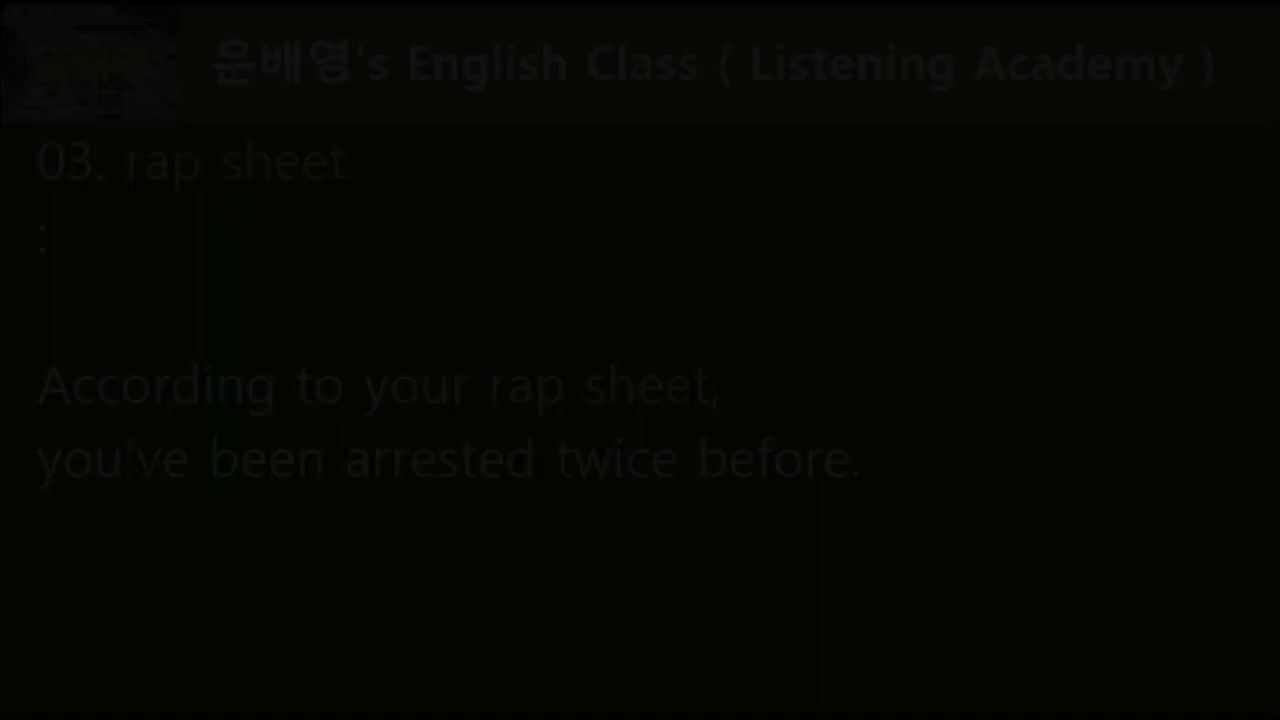 운배영's English Class ( Listening Academy )
03. rap sheet
:
According to your rap sheet,
you've been arrested twice before.